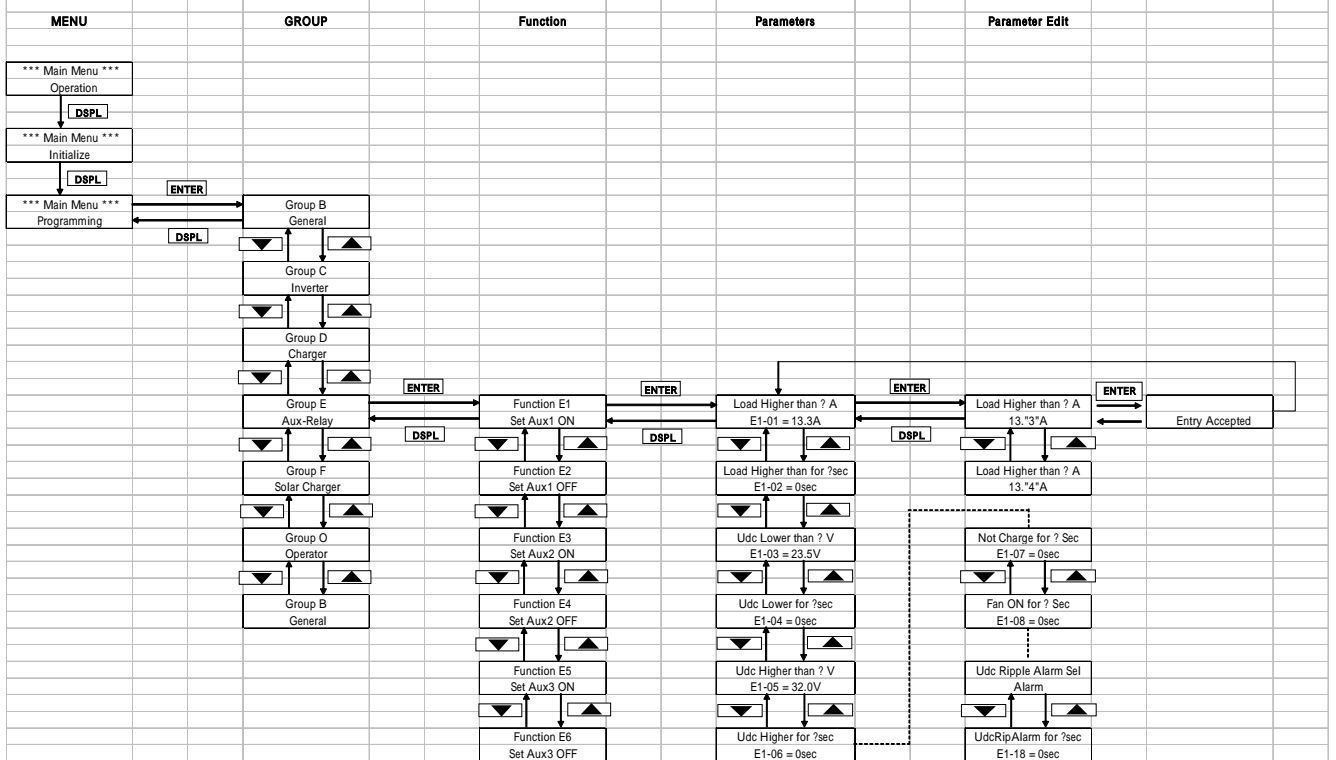 MENU
GROUP
Function
Parameters
Parameter Edit
*** Main Menu ***
Operation
DSPL
*** Main Menu ***
Initialize
DSPL
*** Main Menu ***
Programming
ENTER
DSPL
Group B
General
Group C
Inverter
Group D
Charger
Group E
Aux-Relay
Group F
Solar Charger
Group O
Operator
Group B
General
ENTER
DSPL
Function E1
Set Aux1 ON
Function E2
Set Aux1 OFF
Function E3
Set Aux2 ON
Function E4
Set Aux2 OFF
Function E5
Set Aux3 ON
Function E6
Set Aux3 OFF
ENTER
DSPL
Load Higher than ? A
E1-01 = 13.3A
Load Higher than for ?sec
E1-02 = 0sec
Udc Lower than ? V
E1-03 = 23.5V
Udc Lower for ?sec
E1-04 = 0sec
Udc Higher than ? V
E1-05 = 32.0V
Udc Higher for ?sec
E1-06 = 0sec
ENTER
DSPL
Load Higher than ? A
13."3"A
Load Higher than ? A
13."4"A
Not Charge for ? Sec
E1-07 = 0sec
Fan ON for ? Sec
E1-08 = 0sec
Udc Ripple Alarm Sel
Alarm
UdcRipAlarm for ?sec
E1-18 = 0sec
ENTER
Entry Accepted